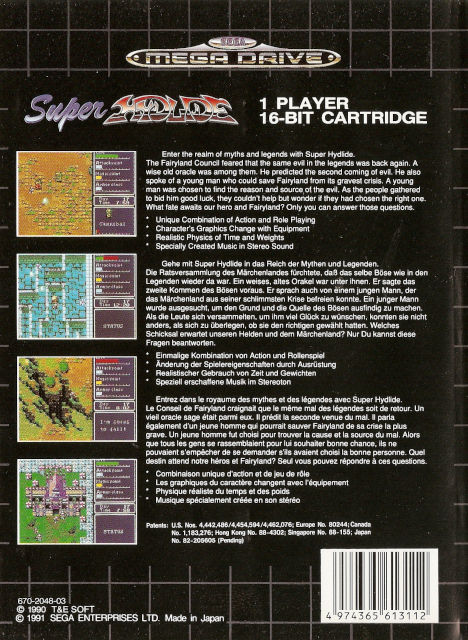 SEGA
MEGA DRIVE
Super HYDLIDE
1 PLAYER
16-BIT CARTRIDGE
Enter the realm of myths and legends with Super Hydlide.
The Fairyland Council feared that the same evil in the legends was back again. A
wise old oracle was among them. He predicted the second coming of evil. He also
spoke of a young man who could save Fairyland from its gravest crisis. A young
man was chosen to find the reason and source of the evil. As the people gathered
to bid him good luck, they couldn't help but wonder if they had chosen the right one.
What fate awaits our hero and Fairyland? Only you can answer those questions.
* Unique Combination of Action and Role Playing
* Character's Graphics Change with Equipment
* Realistic Physics of Time and Weights
* Specially Created Music in Stereo Sound
Gehe mit Super Hydlide in das Reich der Mythen und Legenden.
Die Ratsversammlung des Märchenlandes fürchtete, daß das selbe Böse wie in den
Legenden wieder da war. Ein weises, altes Orakel war unter ihnen. Er sagte das
zweite Kommen des Bösen voraus. Er sprach auch von einem jungen Mann, der
das Märchenland aus seiner schlimmsten Krise befreien konnte. Ein junger Mann
wurde ausgesucht, um den Grund und die Quelle des Bösen ausfindig zu machen.
Als die Leute sich versammelten, um ihm viel Glück zu wünschen, konnten sie nicht
anders, als sich zu überlegen, ob sie den richtigen gewählt hatten. Welches
Schicksal erwartet unseren Helden und dem Märchenland? Nur Du kannst diese
Fragen beantworten.
* Einmalige Kombination von Action und Rollenspiel
* Änderung der Spielereigenschaften durch Ausrüstung
* Realistischer Gebrauch von Zeit und Gewichten
* Speziell erschaffene Musik im Stereoton
Entrez dans le royaume des mythes et des légendes avec Super Hydlide.
Le Conseil de Fairyland craignait que le même mal des légendes soit de retour. Un
vieil oracle sage était parmi eux. Il prédit la seconde venue du mal. Il parla
également d'un jeune homme qui pourrait sauver Fairyland de sa crise la plus
grave. Un jeune homme fut choisi pour trouver la cause et la source du mal. Alors
que tous les gens se rassemblaient pour lui souhaiter bonne chance, ils ne
pouvaient s'empêcher de se demander s'ils avaient choisi la bonne personne. Quel
destin attend notre héros et Fairyland? Seul vous pouvez répondre à ces questions.
* Combinaison unique d'action et de jeu de rôle
* Les graphiques du caractère changent avec l'équipement
* Physique réaliste du temps et des poids
* Musique spécialement créée en son stéréo
Cannibal
STATUS
I'm going
to kill!
STATUS
Patents: U.S. Nos. 4,442,486/4,454,594/4,462,076; Europe No. 80244; Canada
No. 1,183,276; Hong Kong No. 88-4302; Singapore No. 88-155; Japan
No. 82-205605 (Pending)
670-2048-03
© 1990 T&E SOFT
© 1991 SEGA ENTERPRISES LTD. Made in Japan
4 974365 613112